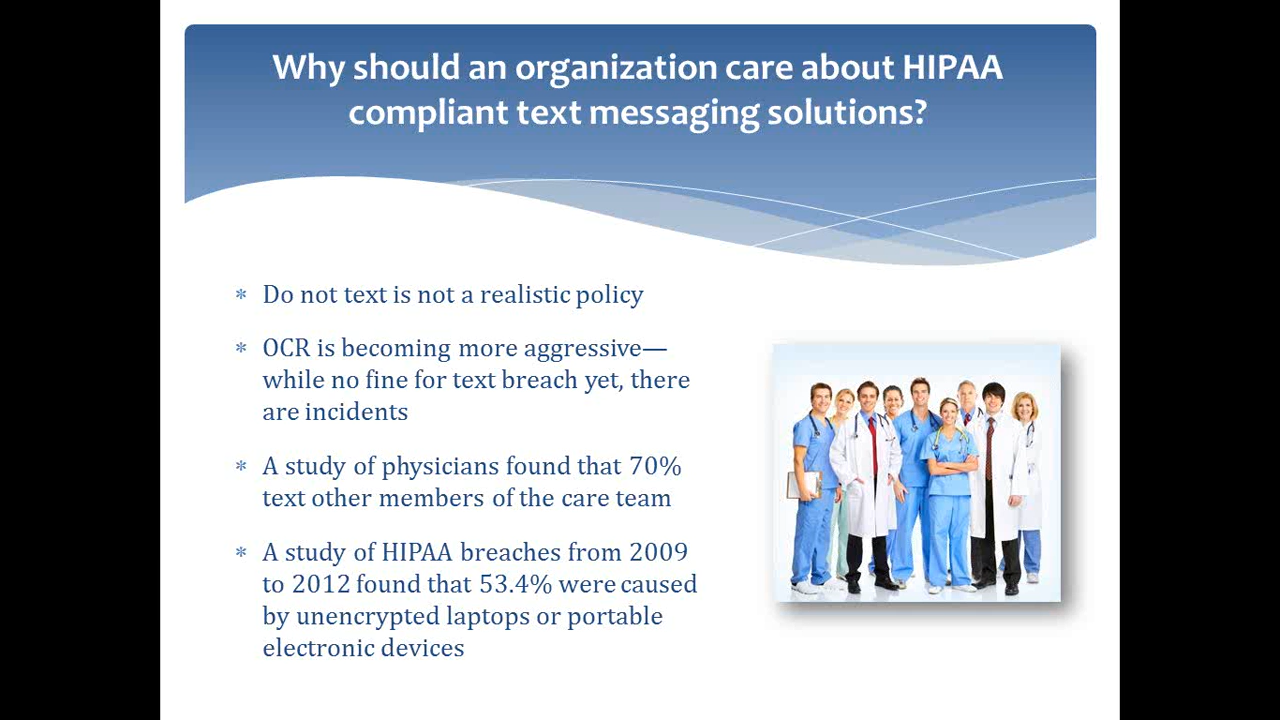 Why should an organization care about HIPAA
compliant text messaging solutions?
* Do not text is not a realistic policy
* OCR is becoming more aggressive—
while no fine for text breach yet, there
are incidents
* A study of physicians found that 70%
text other members of the care team
* A study of HIPAA breaches from 2009
to 2012 found that 53.4% were caused
by unencrypted laptops or portable
electronic devices